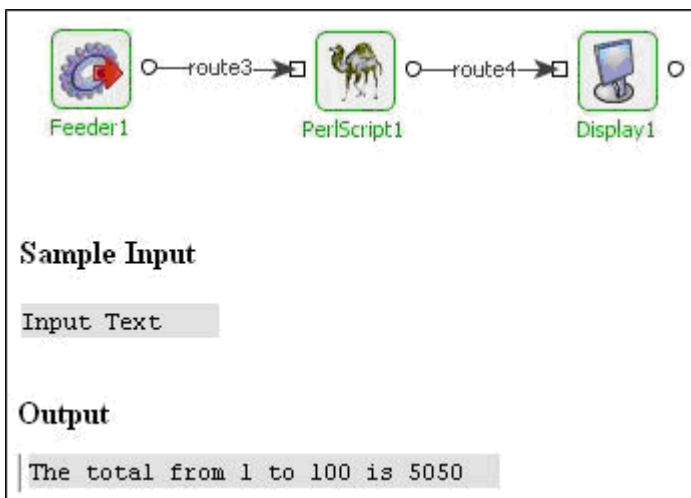 route3
route4
Feeder1
PerlScript1
Display1
Sample Input
Input Text
Output
The total from 1 to 100 is 5050